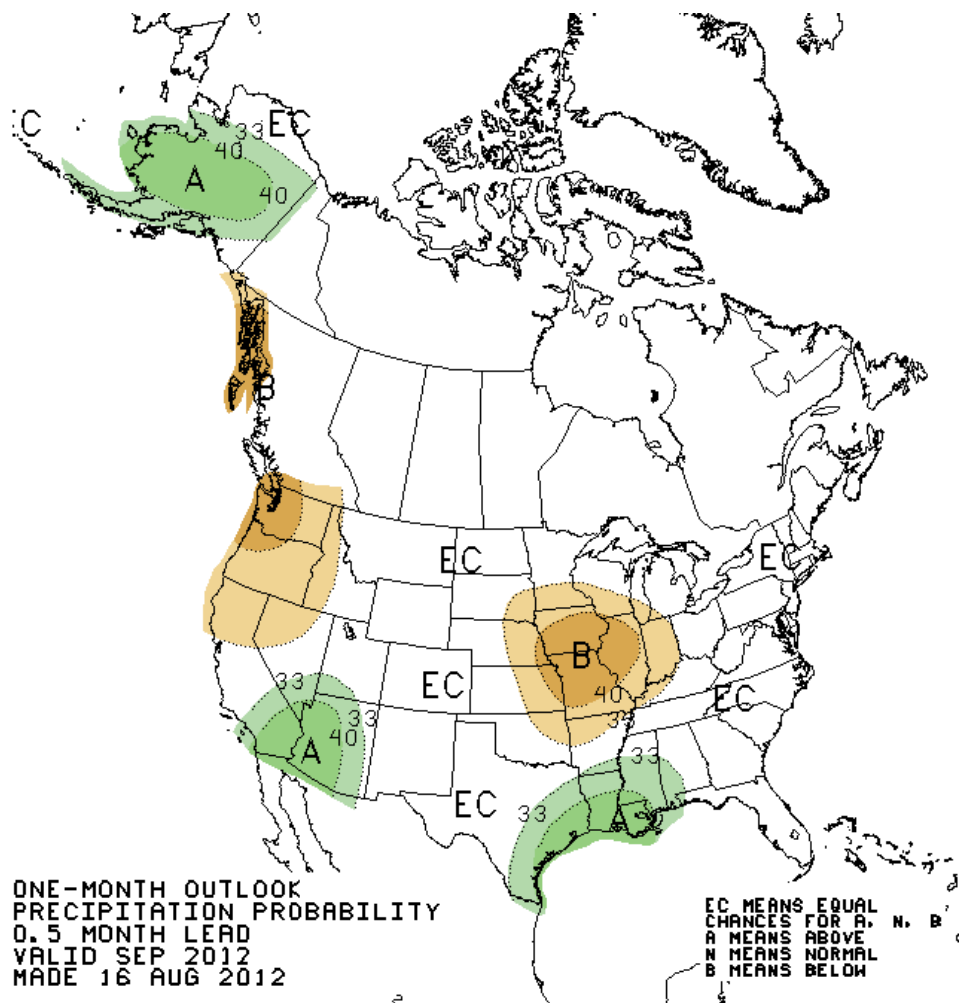 C
33
EC
40
A
40
B
EC
EC
B
EC
33
40
33
EC
33
40
A
33
EC
33
A
ONE-MONTH OUTLOOK
PRECIPITATION PROBABILITY
0.5 MONTH LEAD
VALID SEP 2012
MADE 16 AUG 2012
EC MEANS EQUAL
CHANCES FOR A, N, B
A MEANS ABOVE
N MEANS NORMAL
B MEANS BELOW